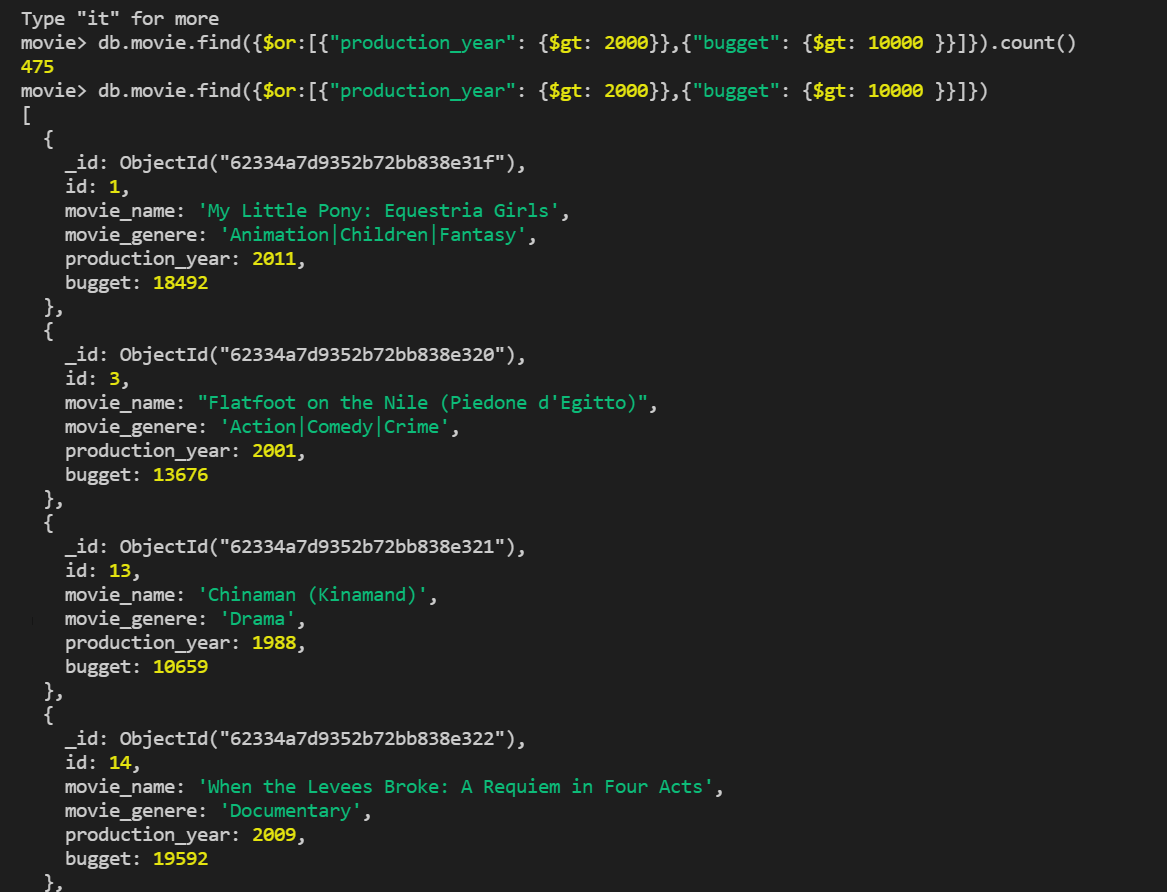 Type "it" for more
movie> db.movie.find({$or:[{"production_year": {$gt: 2000}},{"bugget": {$gt: 10000 }}]}).count()
475
movie> db.movie.find({$or:[{"production_year": {$gt: 2000}},{"bugget": {$gt: 10000 }}]})
[
  {
    _id: ObjectId("62334a7d9352b72bb838e31f"),
    id: 1,
    movie_name: 'My Little Pony: Equestria Girls',
    movie_genere: 'Animation|Children|Fantasy',
    production_year: 2011,
    bugget: 18492
  },
  {
    _id: ObjectId("62334a7d9352b72bb838e320"),
    id: 3,
    movie_name: "Flatfoot on the Nile (Piedone d'Egitto)",
    movie_genere: 'Action|Comedy|Crime',
    production_year: 2001,
    bugget: 13676
  },
  {
    _id: ObjectId("62334a7d9352b72bb838e321"),
    id: 13,
    movie_name: 'Chinaman (Kinamand)',
    movie_genere: 'Drama',
    production_year: 1988,
    bugget: 10659
  },
  {
    _id: ObjectId("62334a7d9352b72bb838e322"),
    id: 14,
    movie_name: 'When the Levees Broke: A Requiem in Four Acts',
    movie_genere: 'Documentary',
    production_year: 2009,
    bugget: 19592
  },